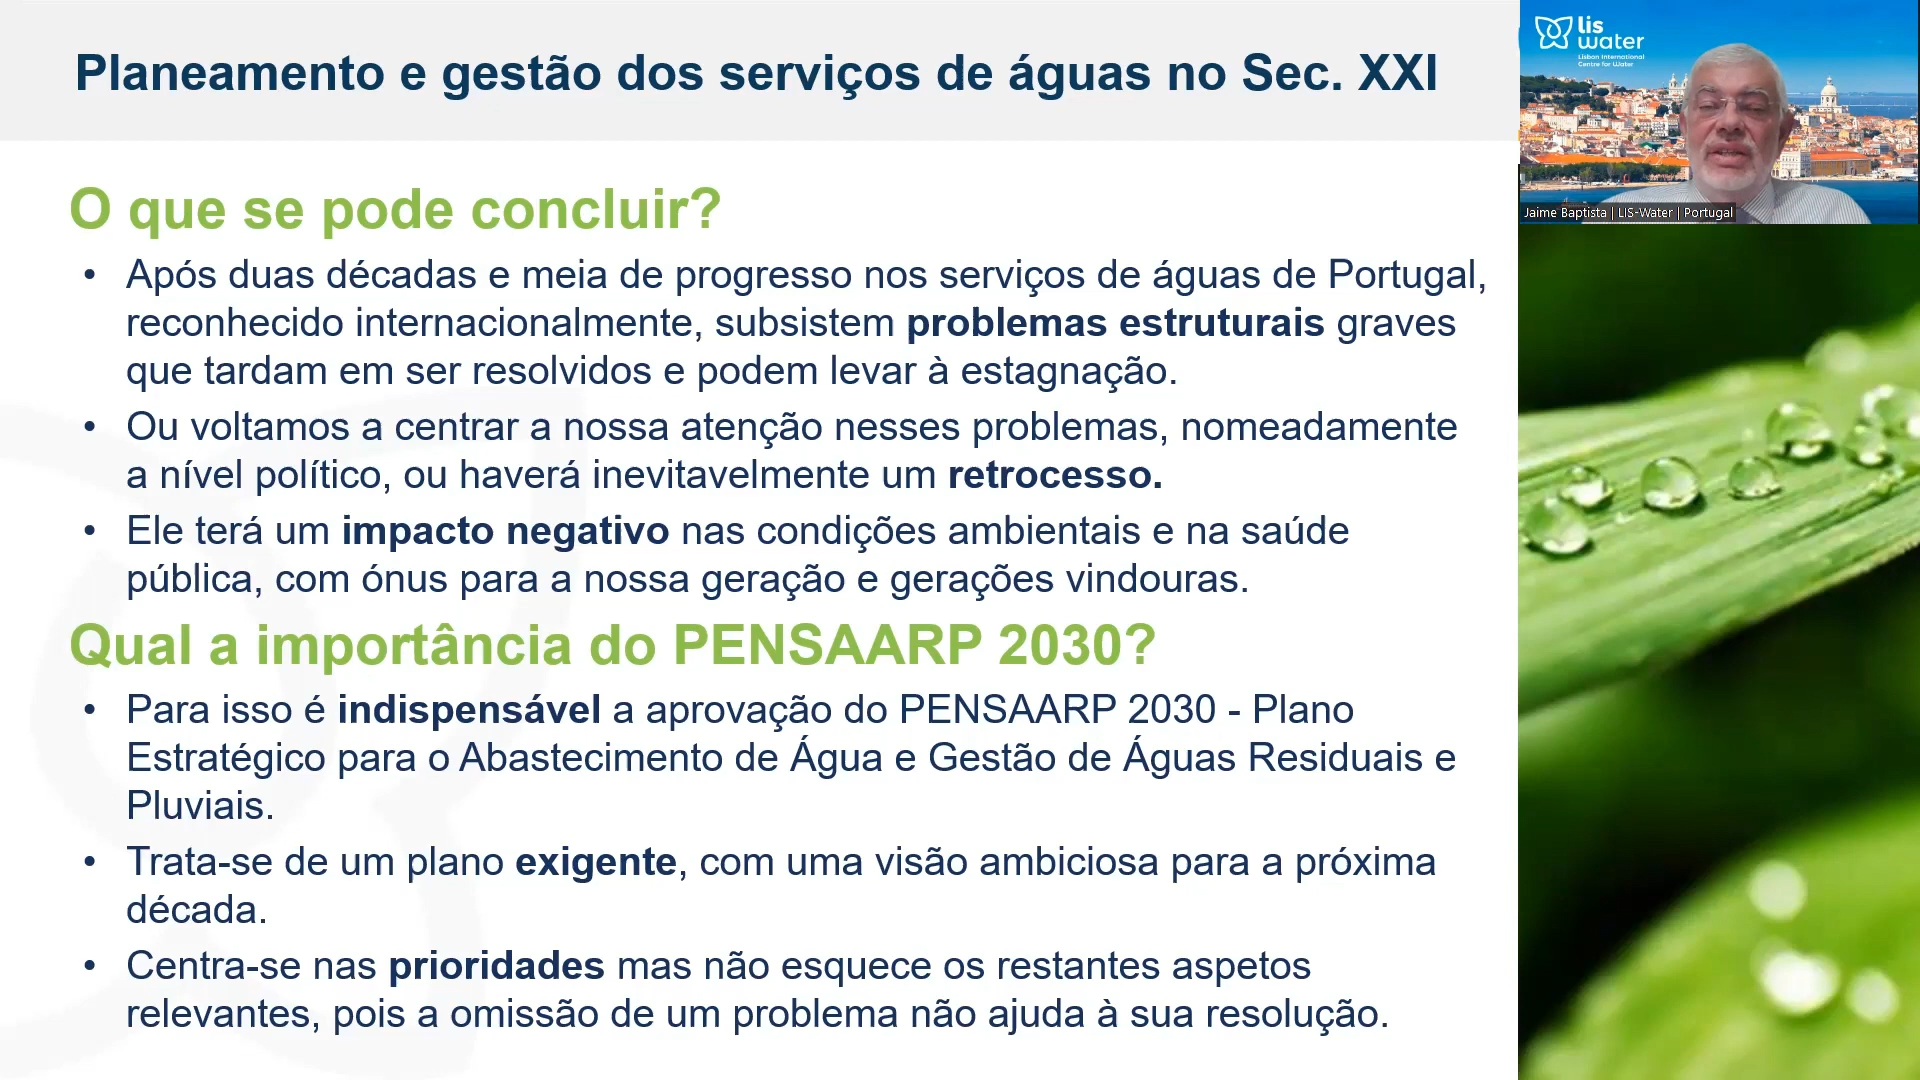 Planeamento e gestão dos serviços de águas no Sec. XXI
lis
water
Lisbon International
Centre for Water
Jaime Baptista | LIS-Water | Portugal
O que se pode concluir?
• Após duas décadas e meia de progresso nos serviços de águas de Portugal,
reconhecido internacionalmente, subsistem problemas estruturais graves
que tardam em ser resolvidos e podem levar à estagnação.
• Ou voltamos a centrar a nossa atenção nesses problemas, nomeadamente
a nível político, ou haverá inevitavelmente um retrocesso.
• Ele terá um impacto negativo nas condições ambientais e na saúde
pública, com ónus para a nossa geração e gerações vindouras.
Qual a importância do PENSAARP 2030?
• Para isso é indispensável a aprovação do PENSAARP 2030 - Plano
Estratégico para o Abastecimento de Água e Gestão de Águas Residuais e
Pluviais.
• Trata-se de um plano exigente, com uma visão ambiciosa para a próxima
década.
• Centra-se nas prioridades mas não esquece os restantes aspetos
relevantes, pois a omissão de um problema não ajuda à sua resolução.